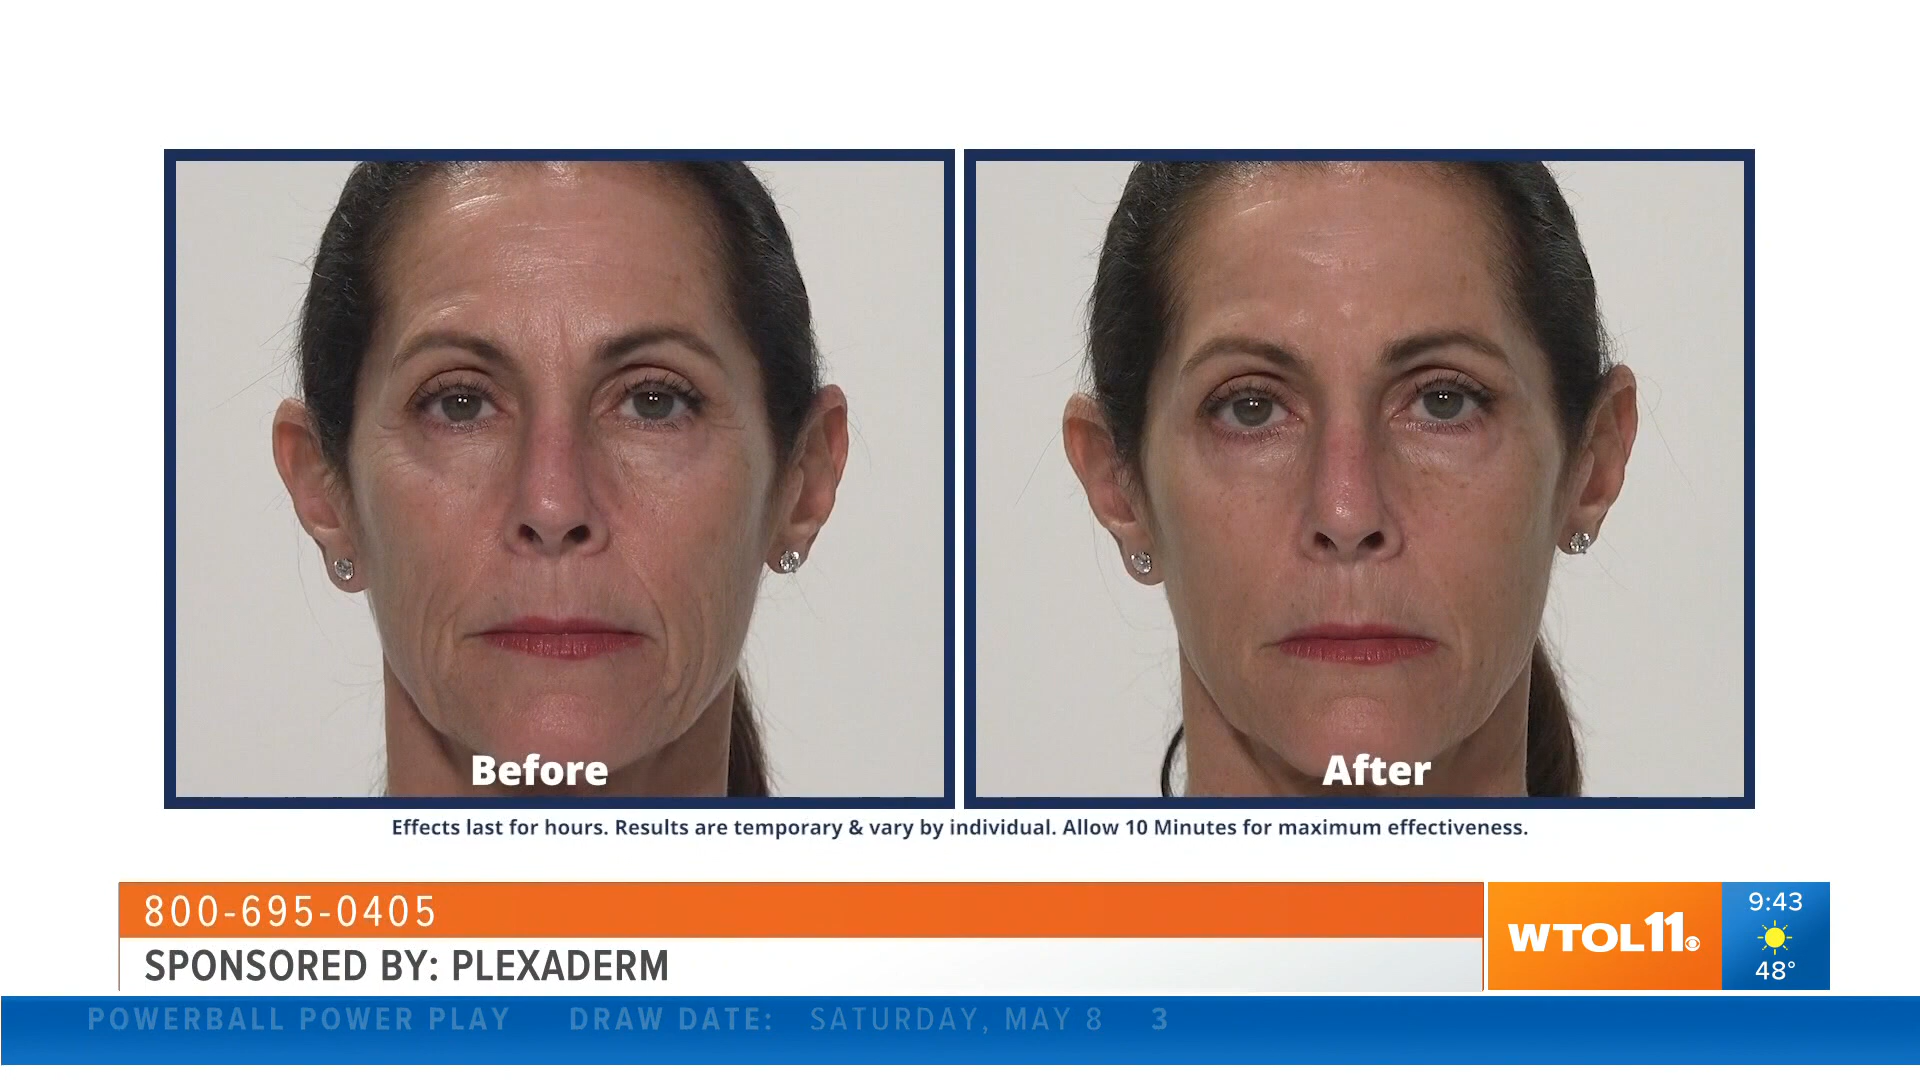 Before
After
Effects last for hours. Results are temporary & vary by individual. Allow 10 Minutes for maximum effectiveness.
800-695-0405
SPONSORED BY: PLEXADERM
WTOL11
9:43
48°
POWERBALL POWER PLAY DRAW DATE: SATURDAY, MAY 8 3